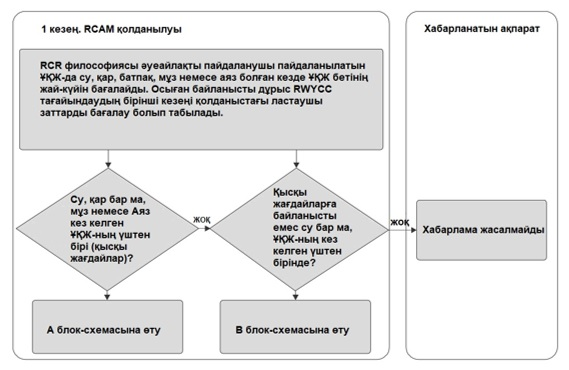 1 кезең. RCAM қолданылуы
Хабарланатын ақпарат
RCR философиясы әуеайлақты пайдаланушы пайдаланылатын
ҰҚЖ-да су, қар, батпақ, мұз немесе аяз болған кезде ҰҚЖ бетінің
жай-күйін бағалайды. Осыған байланысты дұрыс RWYCC
тағайындаудың бірінші кезеңі қолданыстағы ластаушы
заттарды бағалау болып табылады.
Су, қар бар ма,
мұз немесе Аяз
кез келген
ҰҚЖ-ның үштен
бірі (қысқы
жағдайлар)?
жоқ
Қысқы
жағдайларға
байланысты
емес су бар ма,
ҰҚЖ-ның кез
келген үштен
бірінде?
жоқ
Хабарлама жасалмайды
А блок-схемасына өту
В блок-схемасына өту